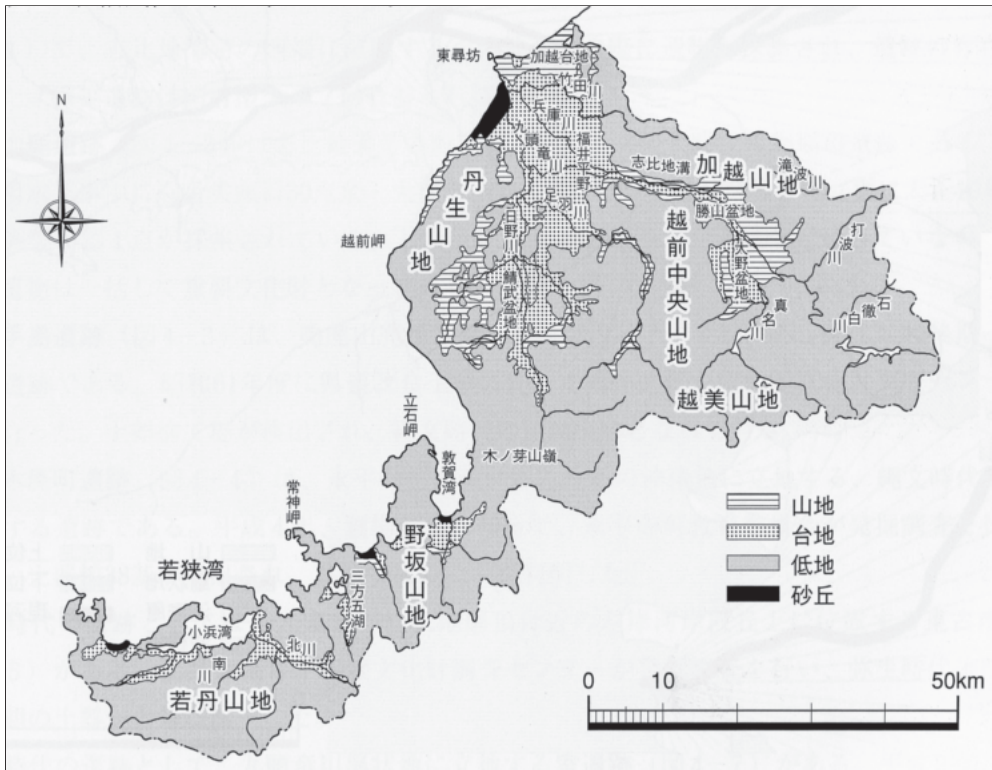 東尋坊
加越台地
竹田川
兵庫川
九頭竜川
福井平野
志比地溝
加越山地
滝波川
丹生山地
足羽川
日野川
勝山盆地
打波川
越前岬
越前中央山地
大野盆地
鯖武盆地
真名川
石徹白川
越美山地
立石岬
木ノ芽山嶺
敦賀湾
常神岬
野坂山地
三方五湖
若狭湾
小浜湾
北川
南川
若丹山地
N
山地
台地
低地
砂丘
0 10 50km